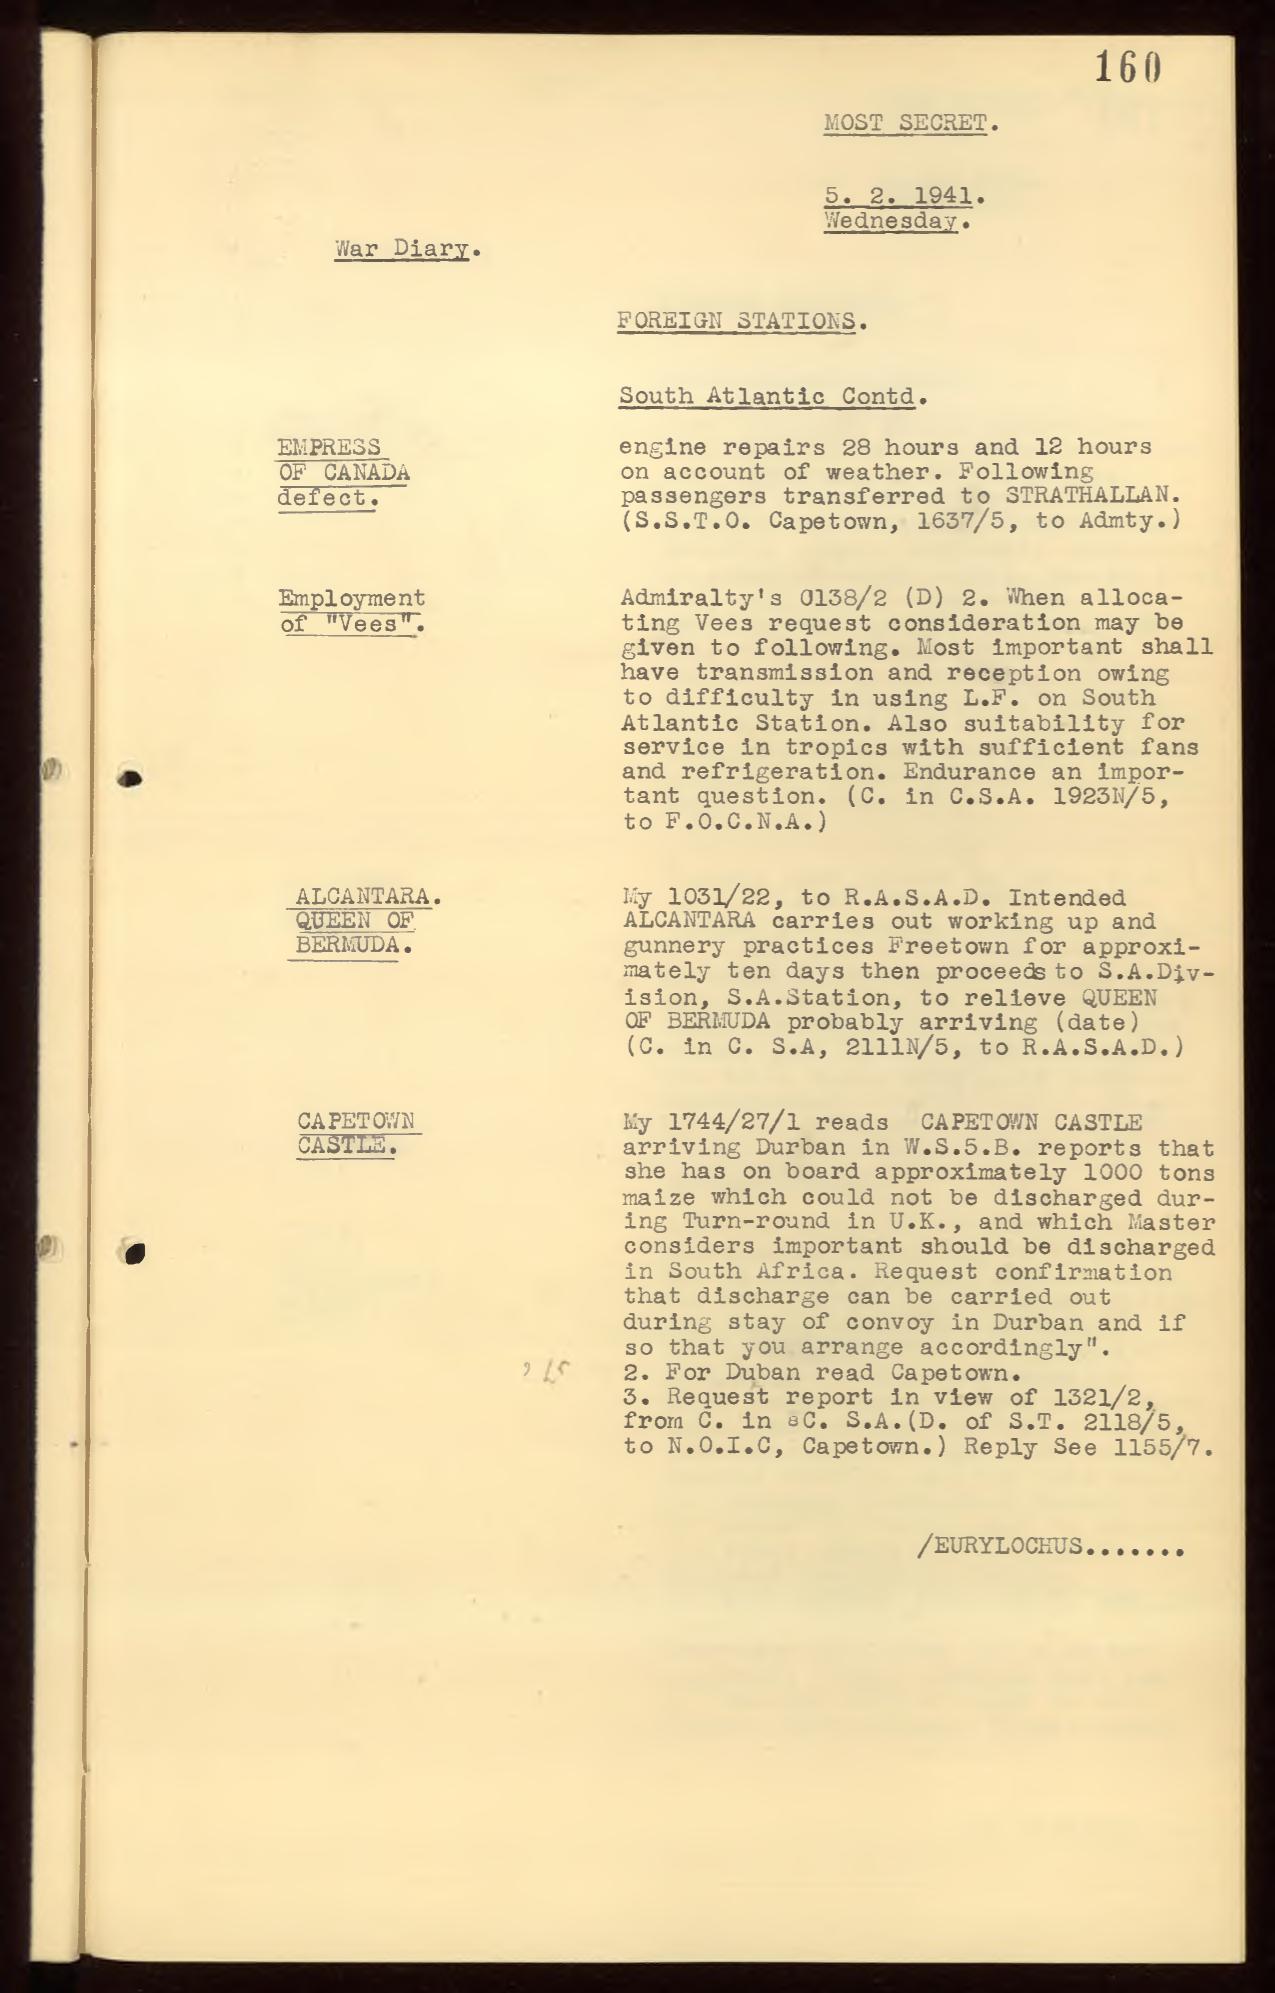 160
MOST SECRET.
5. 2. 1941.
Wednesday.
War Diary.
FOREIGN STATIONS.
South Atlantic Contd.
EMPRESS
OF CANADA
defect.
engine repairs 28 hours and 12 hours
on account of weather. Following
passengers transferred to STRATHALLAN.
(S.S.T.O. Capetown, 1637/5, to Admty.)
Employment
of "Vees".
Admiralty's 0138/2 (D) 2. When alloca-
ting Vees request consideration may be
given to following. Most important shall
have transmission and reception owing
to difficulty in using L.F. on South
Atlantic Station. Also suitability for
service in tropics with sufficient fans
and refrigeration. Endurance an impor-
tant question. (C. in C.S.A. 1923N/5,
to F.O.C.N.A.)
ALCANTARA.
QUEEN OF
BERMUDA.
My 1031/22, to R.A.S.A.D. Intended
ALCANTARA carries out working up and
gunnery practices Freetown for approxi-
mately ten days then proceeds to S.A.Div-
ision, S.A.Station, to relieve QUEEN
OF BERMUDA probably arriving (date)
(C. in C. S.A, 2111N/5, to R.A.S.A.D.)
CAPETOWN
CASTLE.
My 1744/27/1 reads CAPETOWN CASTLE
arriving Durban in W.S.5.B. reports that
she has on board approximately 1000 tons
maize which could not be discharged dur-
ing Turn-round in U.K., and which Master
considers important should be discharged
in South Africa. Request confirmation
that discharge can be carried out
during stay of convoy in Durban and if
so that you arrange accordingly".
2. For Duban read Capetown.
3. Request report in view of 1321/2,
from C. in C. S.A.(D. of S.T. 2118/5,
to N.O.I.C, Capetown.) Reply See 1155/7.
/EURYLOCHUS.......